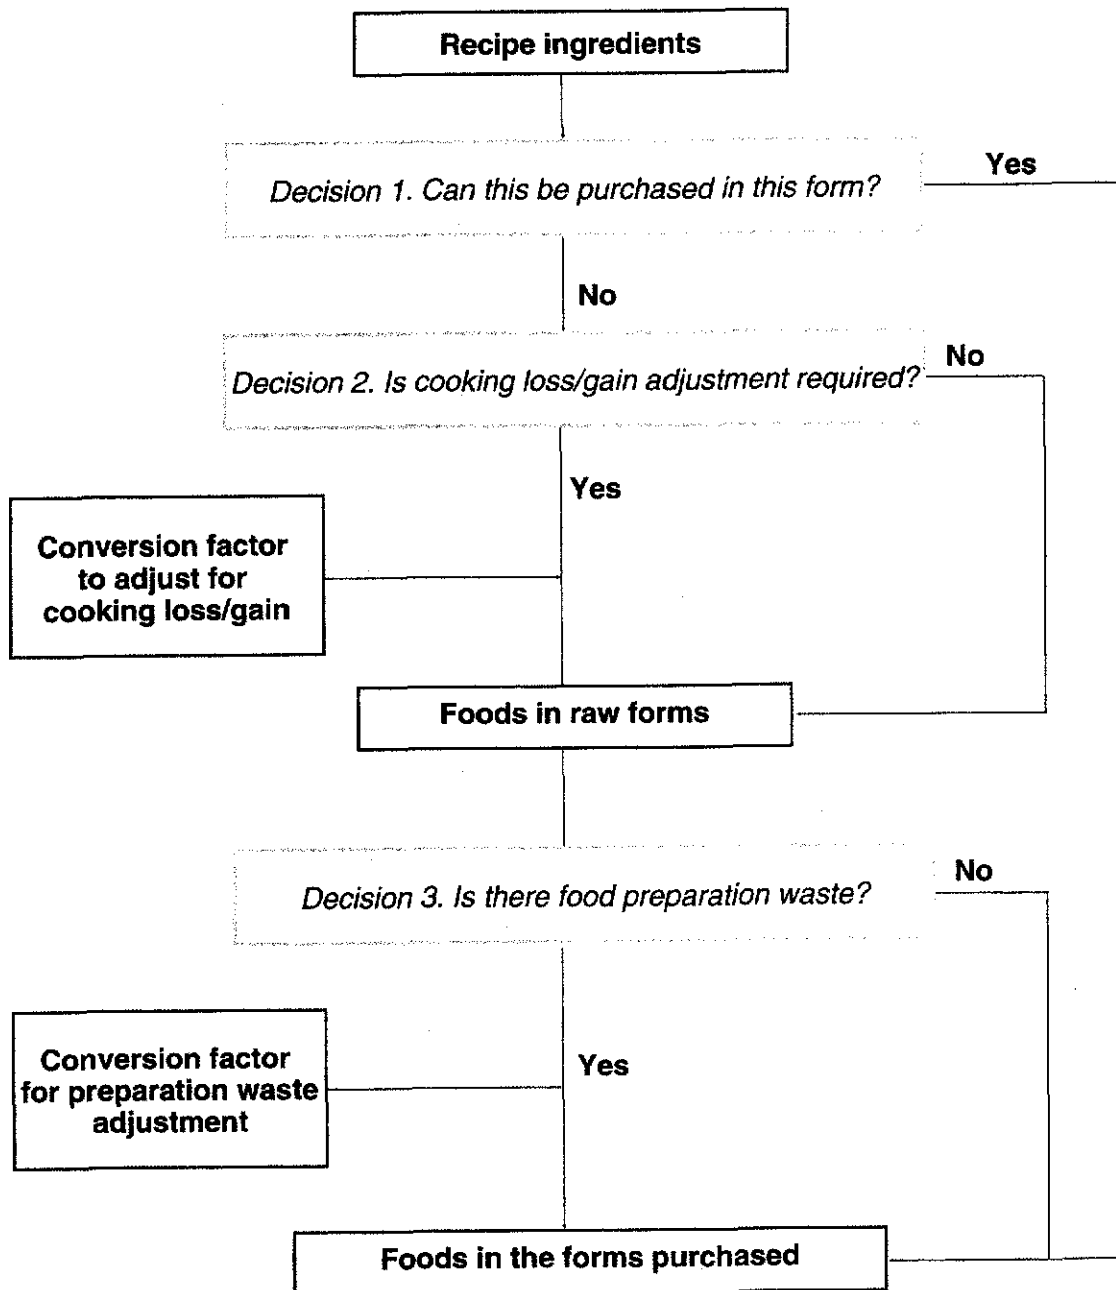 Recipe ingredients
Decision 1. Can this be purchased in this form?
Yes
No
Decision 2. Is cooking loss/gain adjustment required?
No
Yes
Conversion factor
to adjust for
cooking loss/gain
Foods in raw forms
Decision 3. Is there food preparation waste?
No
Yes
Conversion factor
for preparation waste
adjustment
Foods in the forms purchased